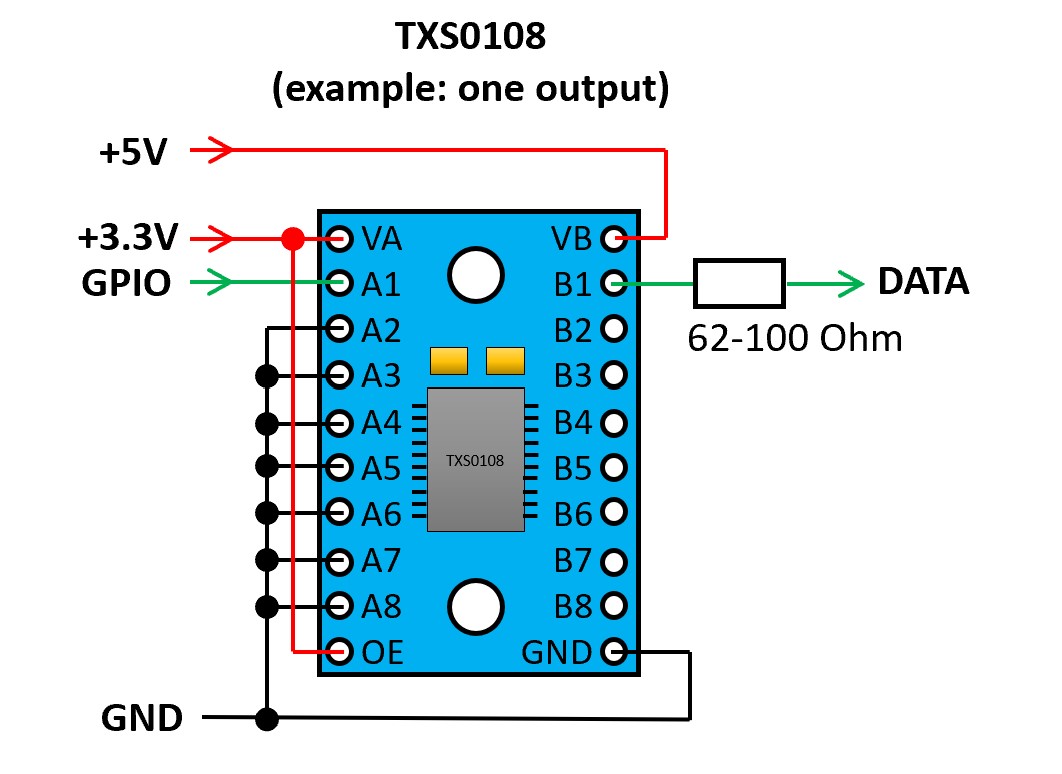 TXS0108
(example: one output)
+5V
+3.3V
VA
VB
GPIO
A1
B1
DATA
A2
B2
62-100 Ohm
A3
B3
A4
B4
A5
TXS0108
B5
A6
B6
A7
B7
A8
B8
OE
GND
GND